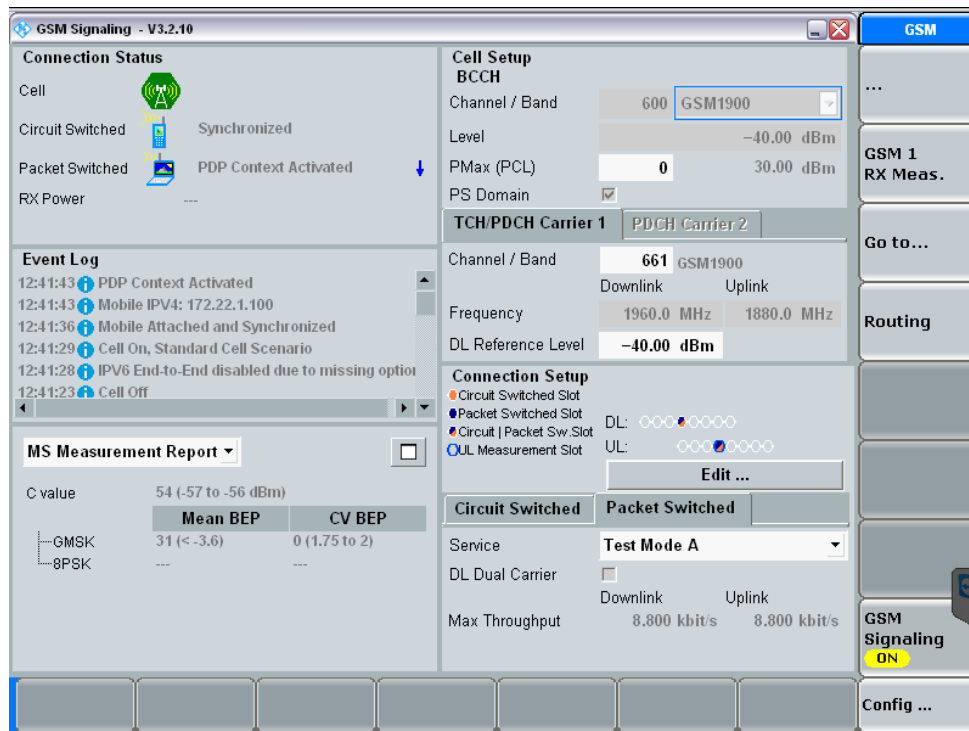 GSM Signaling - V3.2.10
GSM
Connection Status
Cell
Circuit Switched Synchronized
Packet Switched PDP Context Activated
RX Power ---
Event Log
12:41:43 PDP Context Activated
12:41:43 Mobile IPV4: 172.22.1.100
12:41:36 Mobile Attached and Synchronized
12:41:29 Cell On, Standard Cell Scenario
12:41:28 IPV6 End-to-End disabled due to missing option
12:41:23 Cell Off
MS Measurement Report
C value 54 (-57 to -56 dBm)
Mean BEP CV BEP
GMSK 31 (< -3.6) 0 (1.75 to 2)
8PSK --- ---
Cell Setup
BCCH
Channel / Band 600 GSM1900
Level -40.00 dBm
PMax (PCL) 0 30.00 dBm
PS Domain
TCH/PDCH Carrier 1 PDCH Carrier 2
Channel / Band 661 GSM1900
Downlink Uplink
Frequency 1960.0 MHz 1880.0 MHz
DL Reference Level -40.00 dBm
Connection Setup
Circuit Switched Slot
Packet Switched Slot
Circuit | Packet Sw.Slot
UL Measurement Slot
DL:
UL:
Edit ...
Circuit Switched Packet Switched
Service Test Mode A
DL Dual Carrier
Downlink Uplink
Max Throughput 8.800 kbit/s 8.800 kbit/s
...
GSM 1
RX Meas.
Go to...
Routing
GSM
Signaling
ON
Config ...